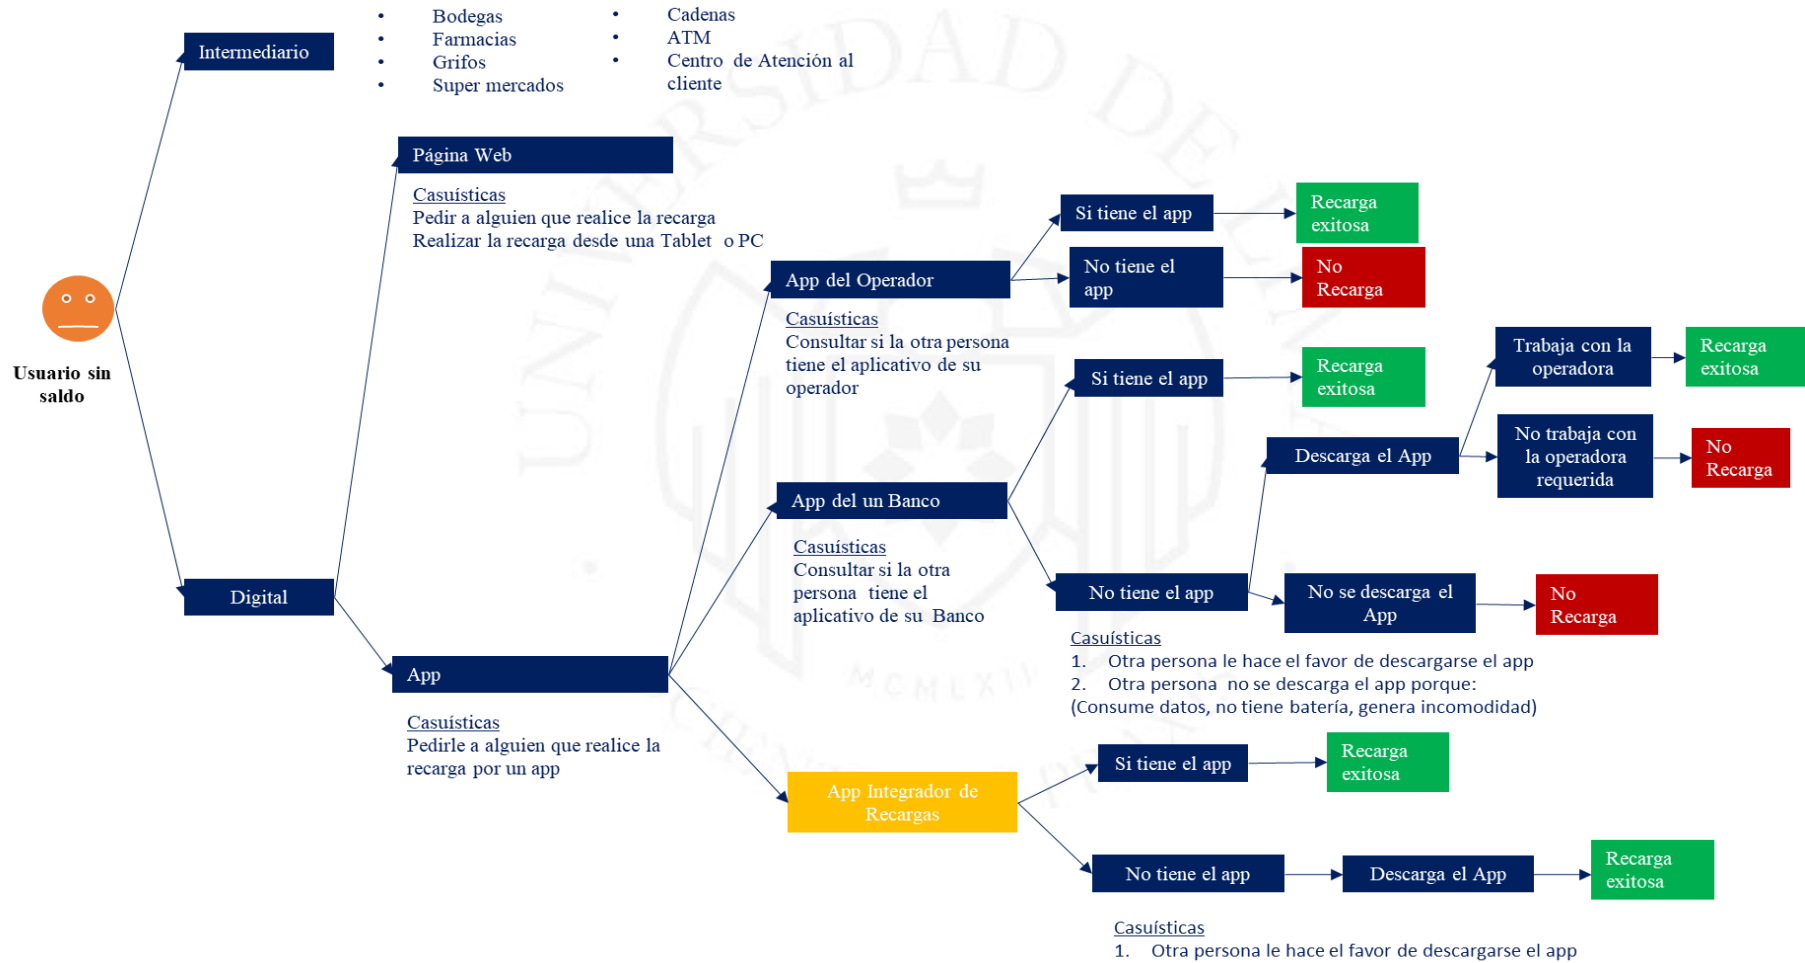 Intermediario
• Bodegas
• Farmacias
• Grifos
• Super mercados
• Cadenas
• ATM
• Centro de Atención al
cliente
Página Web
Casuísticas
Pedir a alguien que realice la recarga
Realizar la recarga desde una Tablet o PC
Usuario sin
saldo
Digital
App
Casuísticas
Pedirle a alguien que realice la
recarga por un app
App del Operador
Casuísticas
Consultar si la otra persona
tiene el aplicativo de su
operador
Si tiene el app
Recarga
exitosa
No tiene el
app
No
Recarga
App del un Banco
Casuísticas
Consultar si la otra
persona tiene el
aplicativo de su Banco
Si tiene el app
Recarga
exitosa
No tiene el app
Casuísticas
1. Otra persona le hace el favor de descargarse el app
2. Otra persona no se descarga el app porque:
(Consume datos, no tiene batería, genera incomodidad)
Descarga el App
Trabaja con la
operadora
Recarga
exitosa
No trabaja con
la operadora
requerida
No
Recarga
No se descarga el
App
No
Recarga
App Integrador de
Recargas
Si tiene el app
Recarga
exitosa
No tiene el app
Descarga el App
Recarga
exitosa
Casuísticas
1. Otra persona le hace el favor de descargarse el app
UNIVERSIDAD DE LIMA
MCMLXII